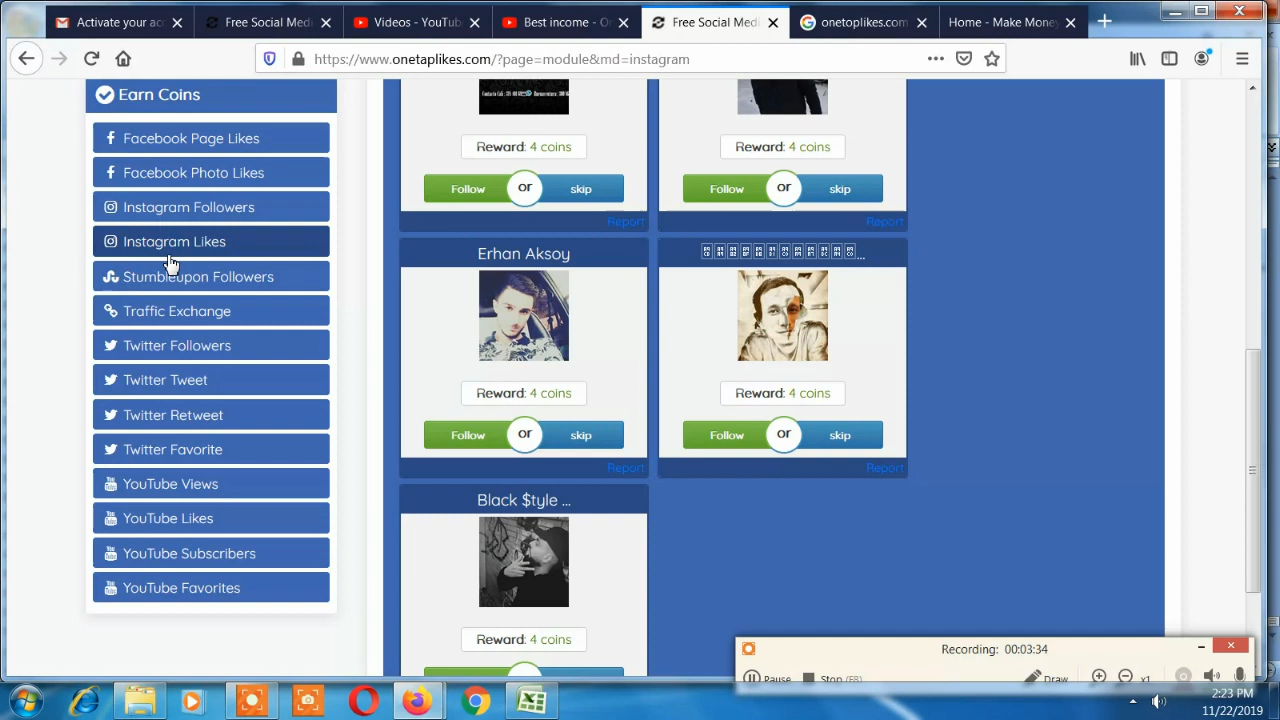 Activate your acc
Free Social Medi
Videos - YouTube
Best income - On
Free Social Medi
onetoplikes.com
Home - Make Money
https://www.onetaplikes.com/?page=module&md=instagram
Earn Coins
Facebook Page Likes
Facebook Photo Likes
Instagram Followers
Instagram Likes
Stumbleupon Followers
Traffic Exchange
Twitter Followers
Twitter Tweet
Twitter Retweet
Twitter Favorite
YouTube Views
YouTube Likes
YouTube Subscribers
YouTube Favorites
Reward: 4 coins
Follow or skip
Report
Reward: 4 coins
Follow or skip
Report
Erhan Aksoy
Reward: 4 coins
Follow or skip
Report
...
Reward: 4 coins
Follow or skip
Report
Black $tyle ...
Reward: 4 coins
Recording: 00:03:34
Pause
Stop (F8)
Draw
x1
2:23 PM
11/22/2019